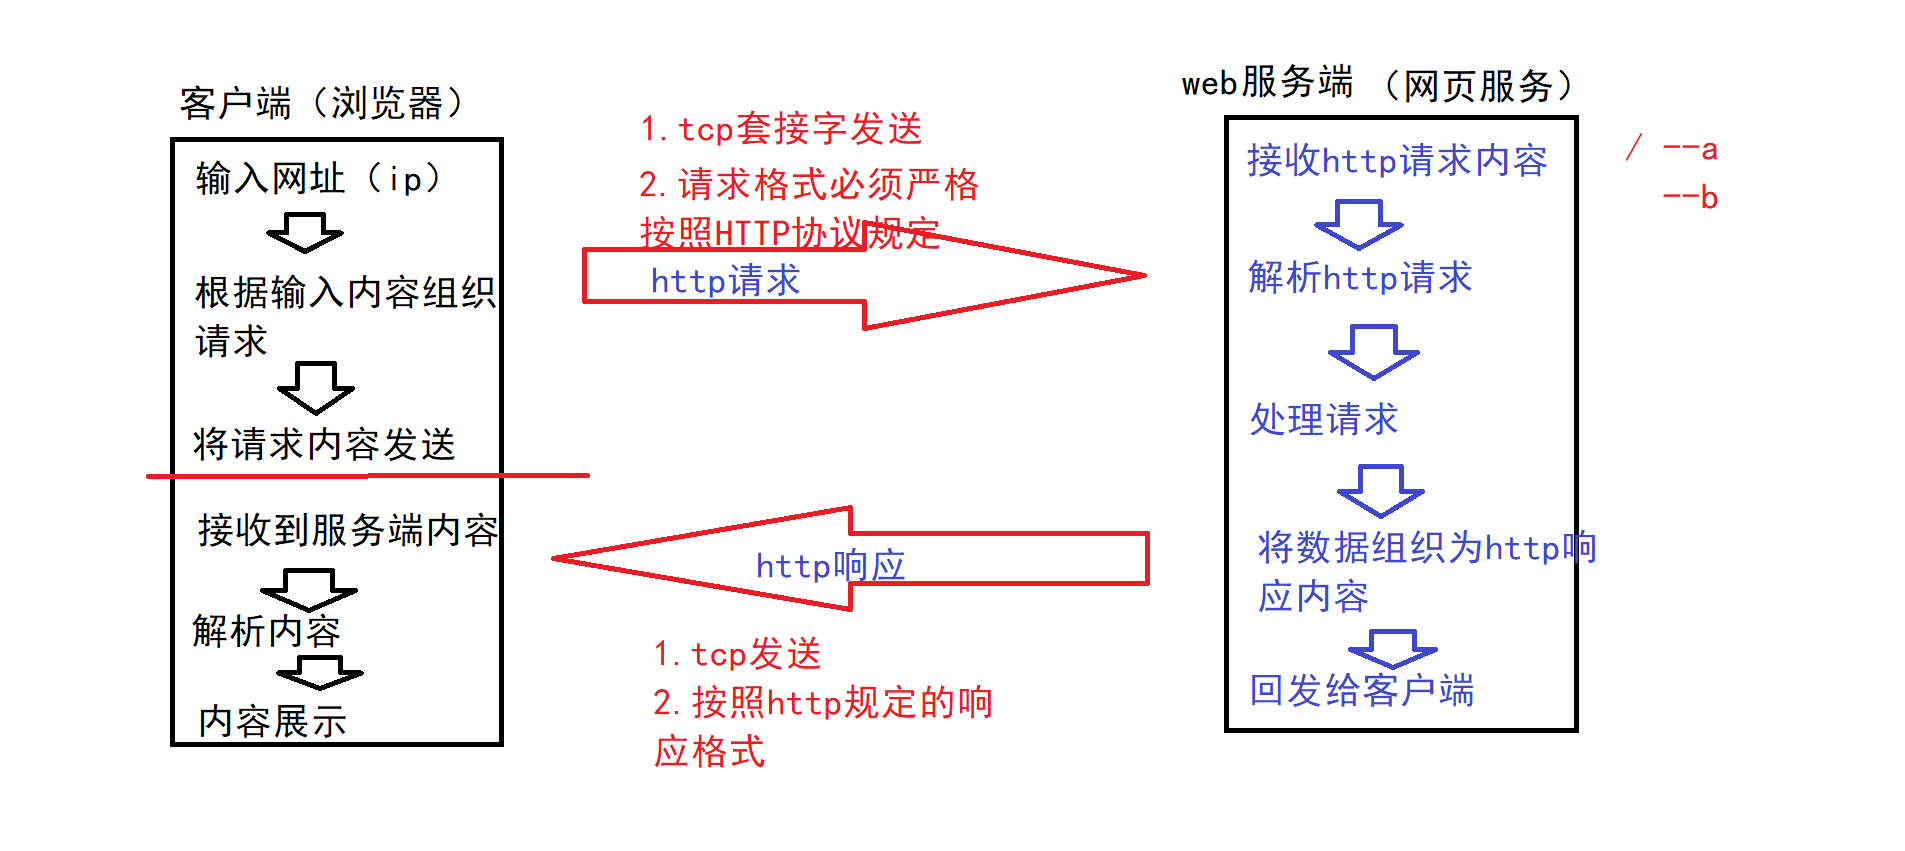 客户端（浏览器）
输入网址（ip）
根据输入内容组织
请求
将请求内容发送
接收到服务端内容
解析内容
内容展示
1.tcp套接字发送
2.请求格式必须严格
按照HTTP协议规定
http请求
http响应
1.tcp发送
2.按照http规定的响
应格式
web服务端（网页服务）
接收http请求内容
解析http请求
处理请求
将数据组织为http响
应内容
回发给客户端
/ --a
--b